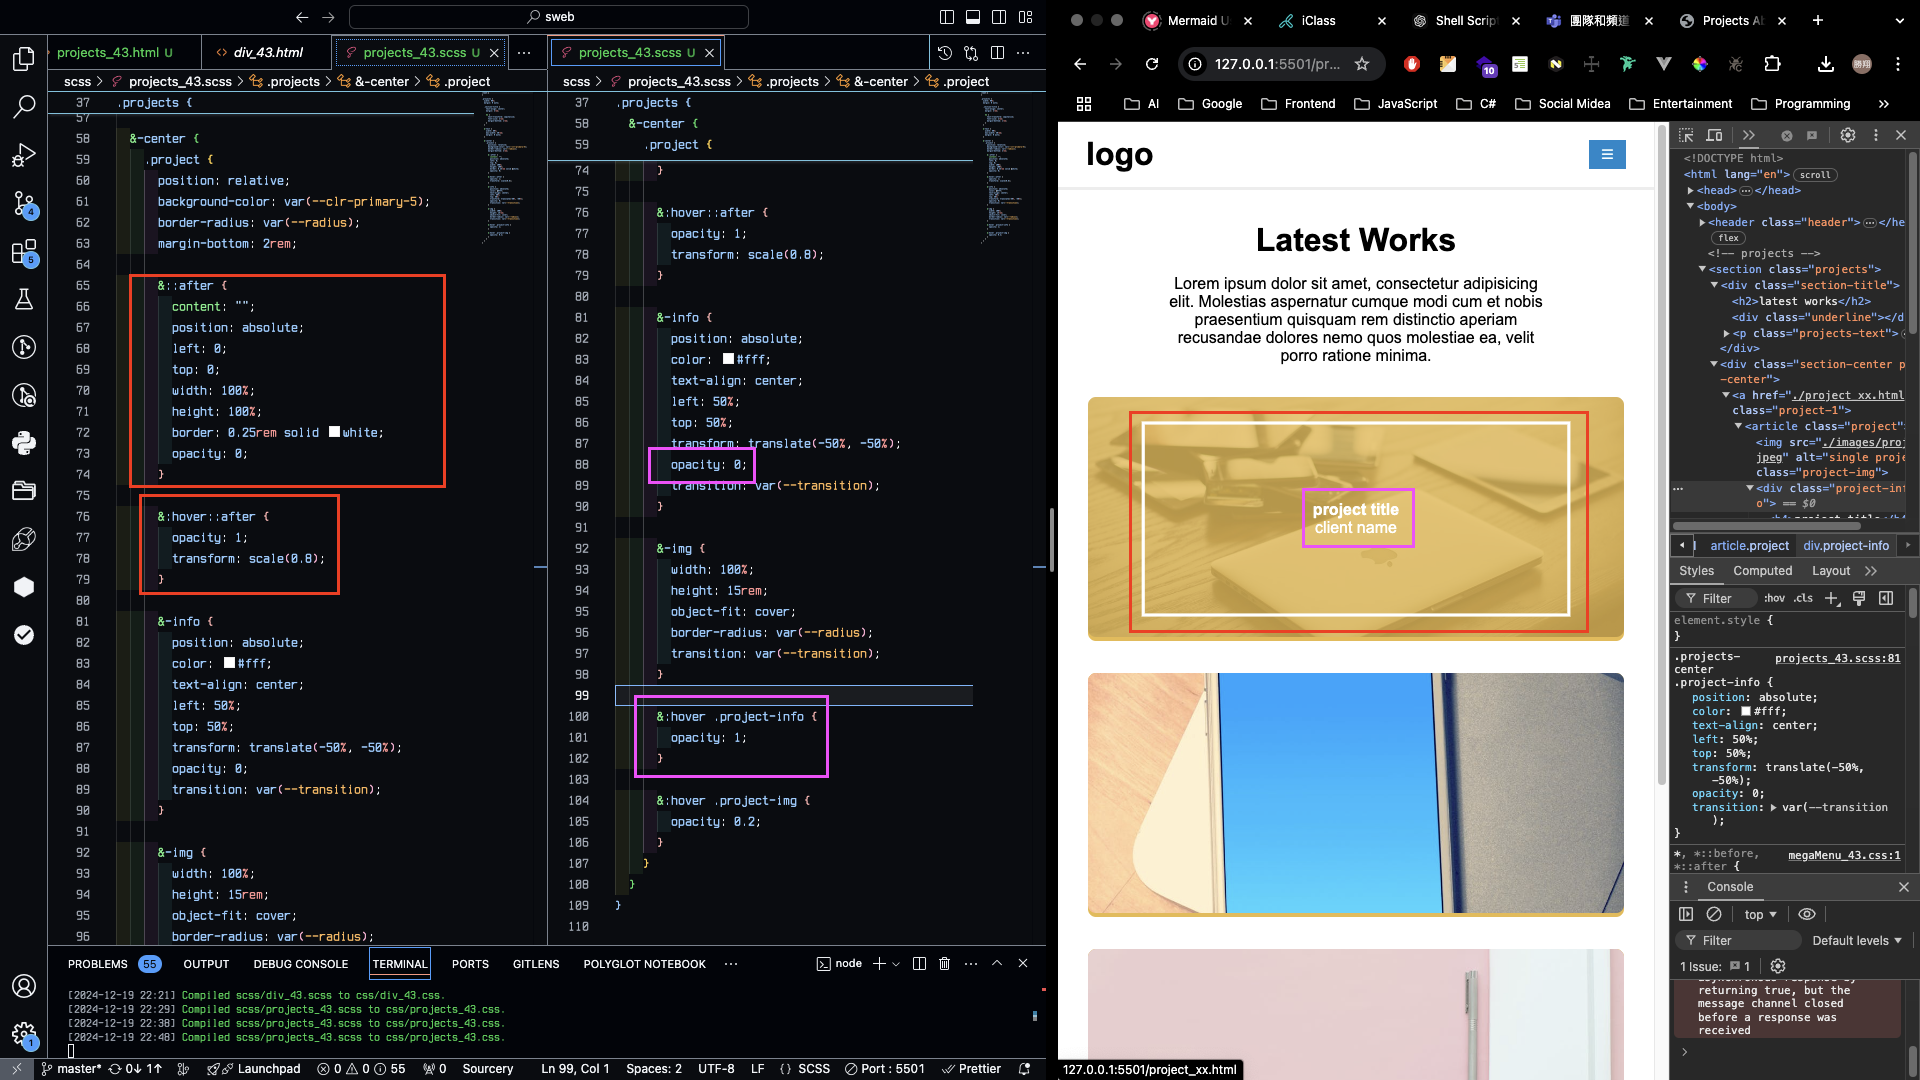 sweb
projects_43.html U
div_43.html
projects_43.scss U
projects_43.scss U
scss > projects_43.scss > .projects > &-center > .project
scss > projects_43.scss > .projects > &-center > .project
37 .projects {
57
58 &-center {
59 .project {
60 position: relative;
61 background-color: var(--clr-primary-5);
62 border-radius: var(--radius);
63 margin-bottom: 2rem;
64
65 &::after {
66 content: "";
67 position: absolute;
68 left: 0;
69 top: 0;
70 width: 100%;
71 height: 100%;
72 border: 0.25rem solid white;
73 opacity: 0;
74 }
75
76 &:hover::after {
77 opacity: 1;
78 transform: scale(0.8);
79 }
80
81 &-info {
82 position: absolute;
83 color: #fff;
84 text-align: center;
85 left: 50%;
86 top: 50%;
87 transform: translate(-50%, -50%);
88 opacity: 0;
89 transition: var(--transition);
90 }
91
92 &-img {
93 width: 100%;
94 height: 15rem;
95 object-fit: cover;
96 border-radius: var(--radius);
37 .projects {
58 &-center {
59 .project {
74 }
75
76 &:hover::after {
77 opacity: 1;
78 transform: scale(0.8);
79 }
80
81 &-info {
82 position: absolute;
83 color: #fff;
84 text-align: center;
85 left: 50%;
86 top: 50%;
87 transform: translate(-50%, -50%);
88 opacity: 0;
89 transition: var(--transition);
90 }
91
92 &-img {
93 width: 100%;
94 height: 15rem;
95 object-fit: cover;
96 border-radius: var(--radius);
97 transition: var(--transition);
98 }
99
100 &:hover .project-info {
101 opacity: 1;
102 }
103
104 &:hover .project-img {
105 opacity: 0.2;
106 }
107 }
108 }
109 }
110
PROBLEMS 55 OUTPUT DEBUG CONSOLE TERMINAL PORTS GITLENS POLYGLOT NOTEBOOK node
[2024-12-19 22:21] Compiled scss/div_43.scss to css/div_43.css.
[2024-12-19 22:29] Compiled scss/projects_43.scss to css/projects_43.css.
[2024-12-19 22:38] Compiled scss/projects_43.scss to css/projects_43.css.
[2024-12-19 22:48] Compiled scss/projects_43.scss to css/projects_43.css.
master* 0↓ 1↑ Launchpad 0 0 55 0 Sourcery Ln 99, Col 1 Spaces: 2 UTF-8 LF {} SCSS Port : 5501 Prettier
4
5
1
Mermaid U
iClass
Shell Scrip
團隊和頻道
Projects Al
127.0.0.1:5501/pr...
10
AI Google Frontend JavaScript C# Social Midea Entertainment Programming
logo
Latest Works
Lorem ipsum dolor sit amet, consectetur adipisicing
elit. Molestias aspernatur cumque modi cum et nobis
praesentium quisquam rem distinctio aperiam
recusandae dolores nemo quos molestiae ea, velit
porro ratione minima.
project title
client name
127.0.0.1:5501/project_xx.html
<!DOCTYPE html>
<html lang="en"> scroll
<head>…</head>
<body>
<header class="header">…</he
flex
<!-- projects -->
<section class="projects">
<div class="section-title">
<h2>latest works</h2>
<div class="underline"></d
<p class="projects-text">
</div>
<div class="section-center p
-center">
<a href="./project_xx.html
class="project-1">
<article class="project"
<img src="./images/proj
jpeg" alt="single proje
class="project-img">
<div class="project-inf
o"> == $0
article.project div.project-info
Styles Computed Layout
Filter :hov .cls
element.style {
}
.projects-center .project-info { projects_43.scss:81
position: absolute;
color: #fff;
text-align: center;
left: 50%;
top: 50%;
transform: translate(-50%,
-50%);
opacity: 0;
transition: var(--transition
);
}
*, *::before, megaMenu_43.css:1
*::after {
Console
top
Filter Default levels
1 Issue: 1
returning true, but the
message channel closed
before a response was
received